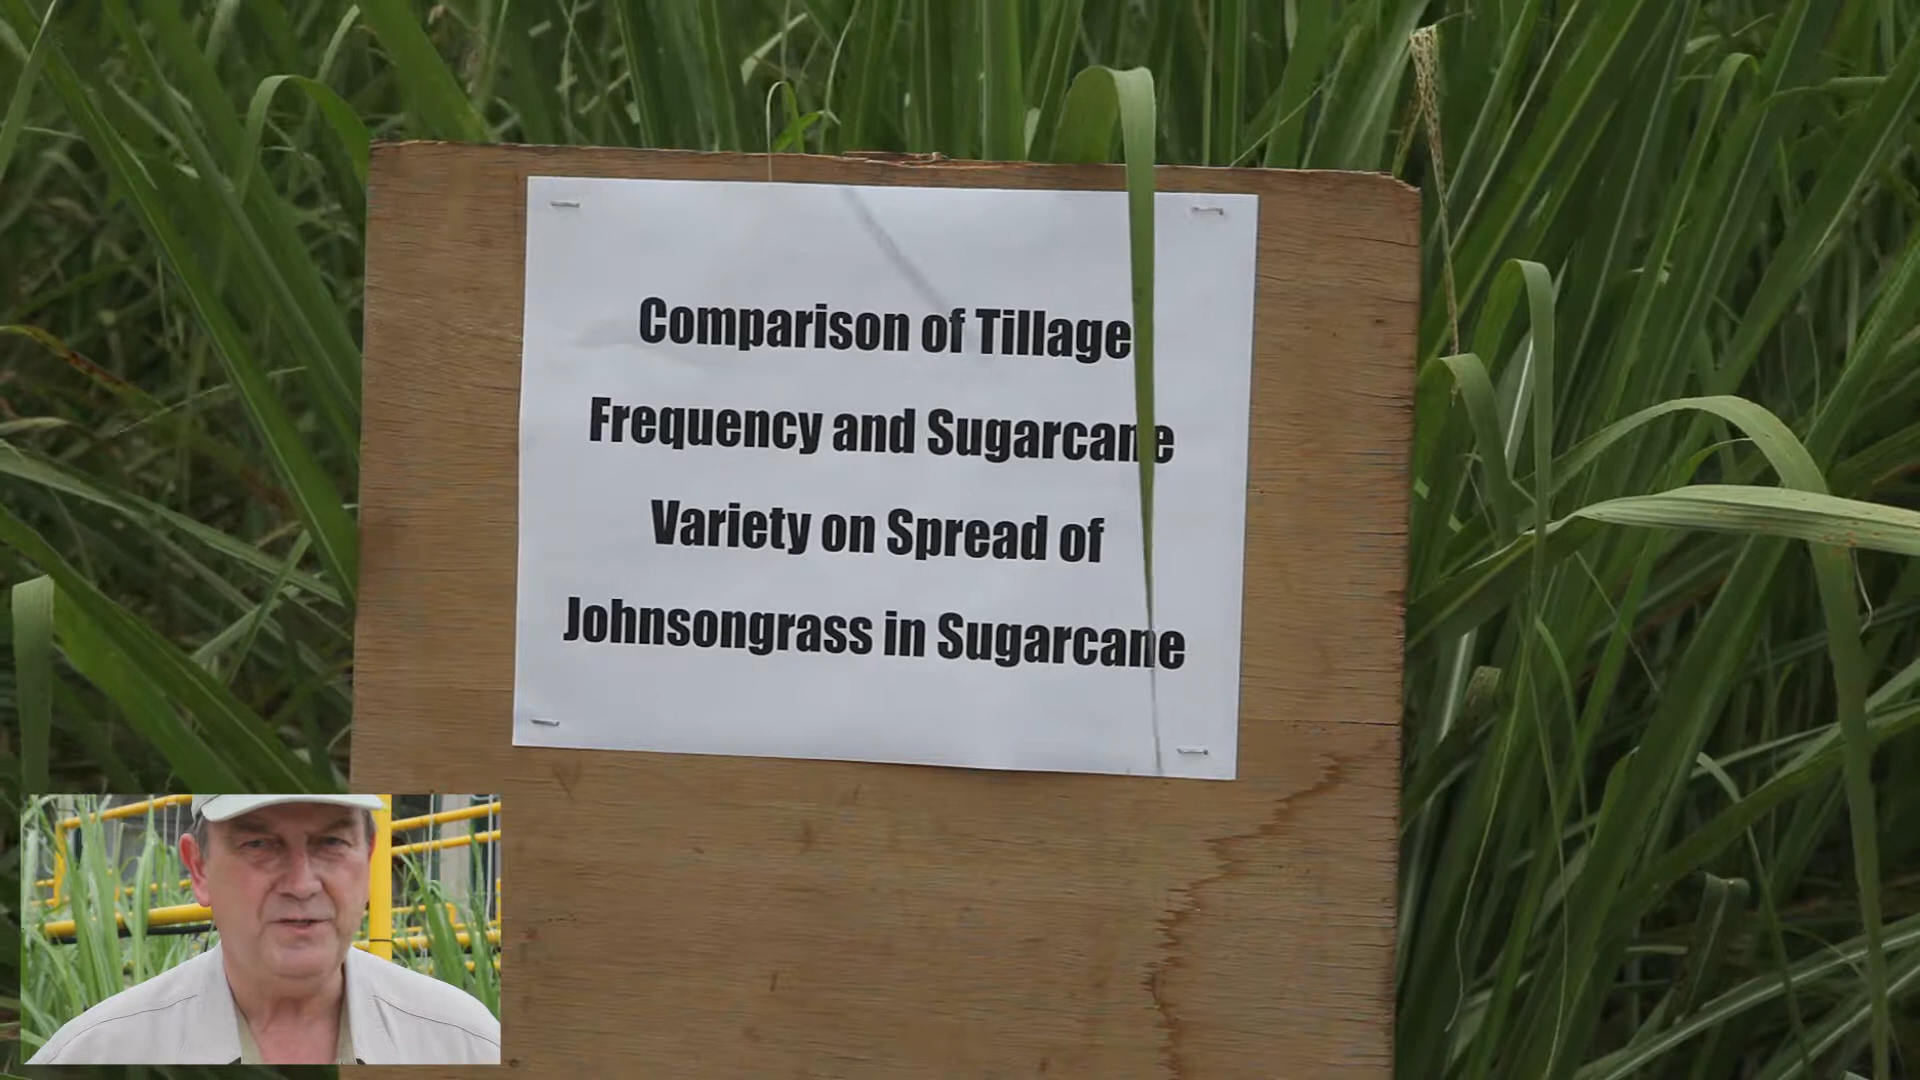 Comparison of Tillage
Frequency and Sugarcane
Variety on Spread of
Johnsongrass in Sugarcane